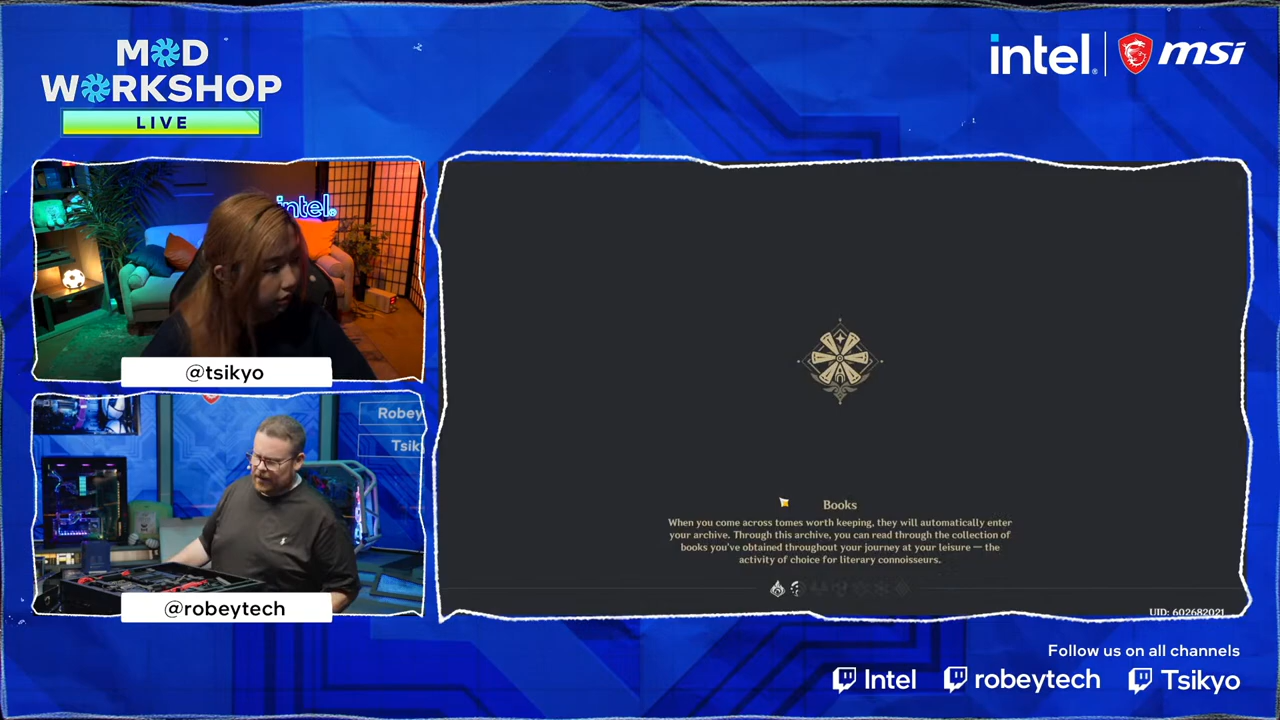 MOD
WORKSHOP
LIVE
intel.
msi
intel.
@tsikyo
Robey
Tsik
@robeytech
Books
When you come across tomes worth keeping, they will automatically enter
your archive. Through this archive, you can read through the collection of
books you've obtained throughout your journey at your leisure — the
activity of choice for literary connoisseurs.
UID: 602682021
Follow us on all channels
Intel
robeytech
Tsikyo